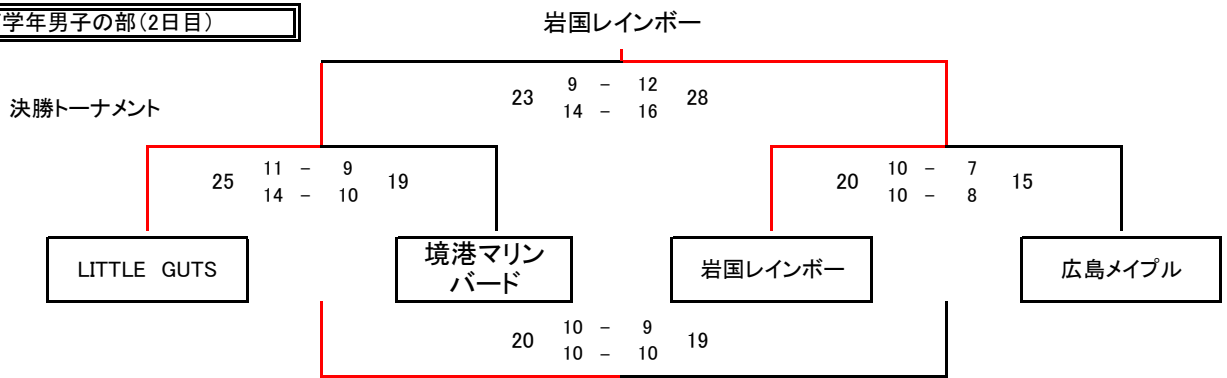 学年男子の部(2日目)
岩国レインボー
決勝トーナメント
23 9 － 12 28
14 － 16
25 11 － 9 19
14 － 10
20 10 － 7 15
10 － 8
LITTLE GUTS
境港マリン
バード
岩国レインボー
広島メイプル
20 10 － 9 19
10 － 10